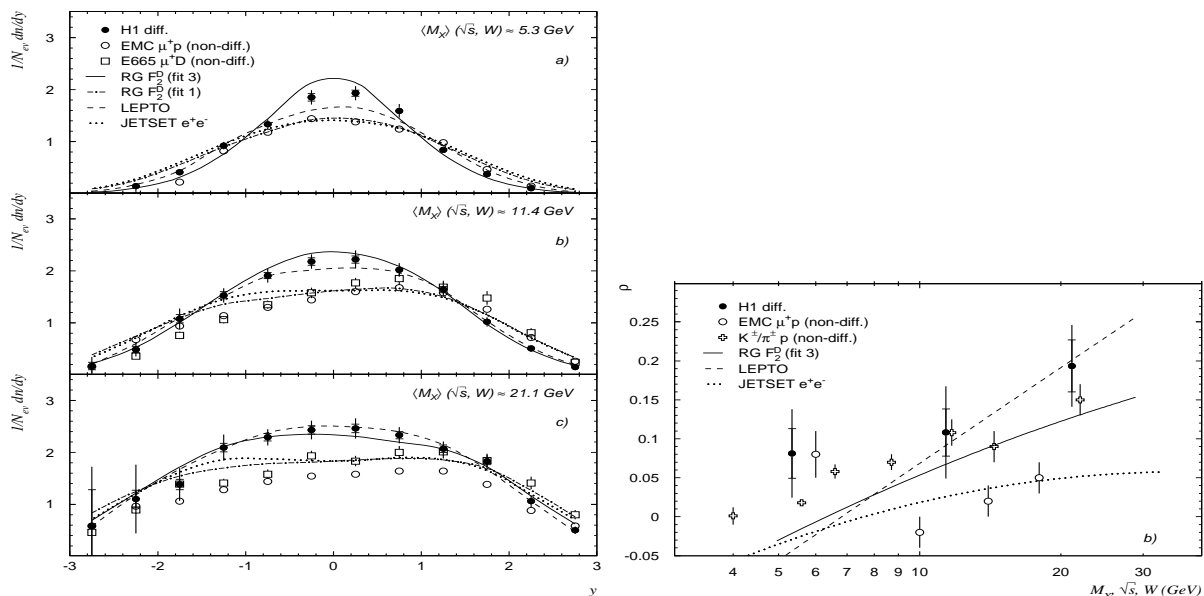 1/N_ev dn/dy
3
2
1
H1 diff.
EMC μ⁺p (non-diff.)
E665 μ⁺D (non-diff.)
RG F₂ᴰ (fit 3)
RG F₂ᴰ (fit 1)
LEPTO
JETSET e⁺e⁻
⟨M_X⟩ (√s, W) ≈ 5.3 GeV
a)
1/N_ev dn/dy
3
2
1
⟨M_X⟩ (√s, W) ≈ 11.4 GeV
b)
1/N_ev dn/dy
3
2
1
⟨M_X⟩ (√s, W) ≈ 21.1 GeV
c)
-3 -2 -1 0 1 2 3
y
ρ
0.25
0.2
0.15
0.1
0.05
0
-0.05
H1 diff.
EMC μ⁺p (non-diff.)
K±/π± p (non-diff.)
RG F₂ᴰ (fit 3)
LEPTO
JETSET e⁺e⁻
b)
4 5 6 7 8 9 10 20 30
M_X, √s, W (GeV)